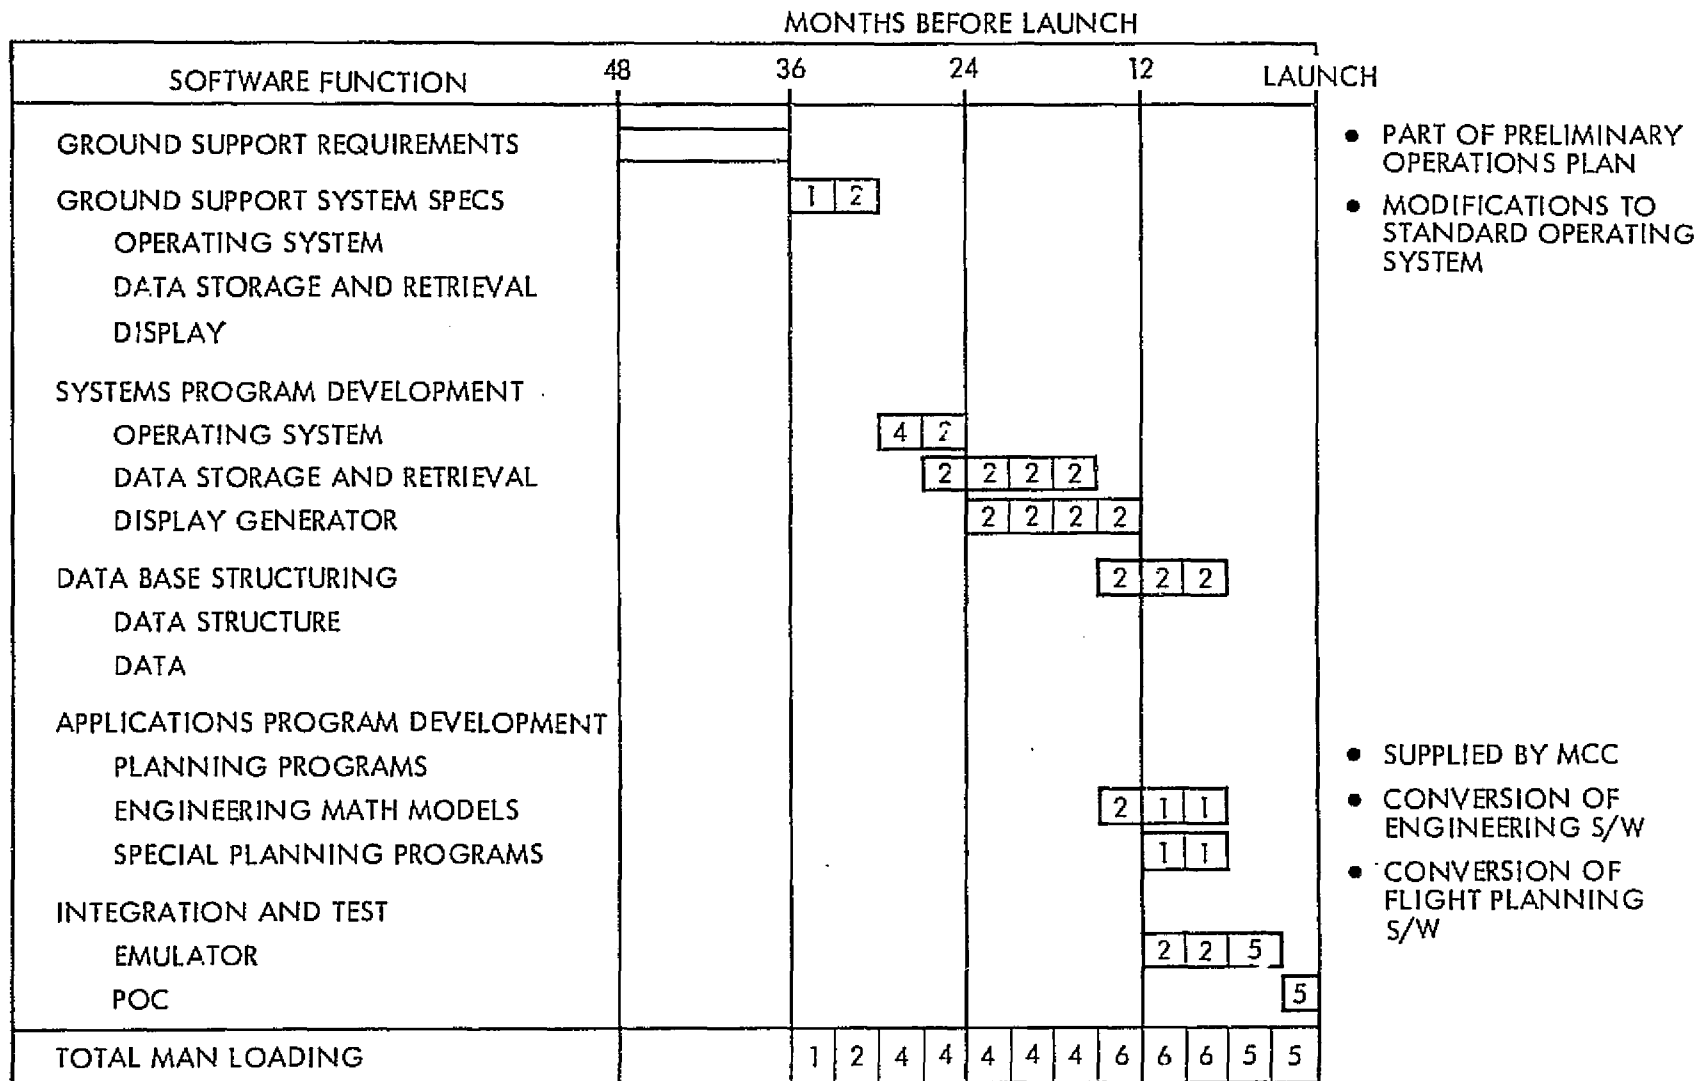 MONTHS BEFORE LAUNCH
SOFTWARE FUNCTION 48 36 24 12 LAUNCH
GROUND SUPPORT REQUIREMENTS
GROUND SUPPORT SYSTEM SPECS 1 2
OPERATING SYSTEM
DATA STORAGE AND RETRIEVAL
DISPLAY
SYSTEMS PROGRAM DEVELOPMENT
OPERATING SYSTEM 4 2
DATA STORAGE AND RETRIEVAL 2 2 2 2
DISPLAY GENERATOR 2 2 2 2
DATA BASE STRUCTURING 2 2 2
DATA STRUCTURE
DATA
APPLICATIONS PROGRAM DEVELOPMENT
PLANNING PROGRAMS
ENGINEERING MATH MODELS 2 1 1
SPECIAL PLANNING PROGRAMS 1 1
INTEGRATION AND TEST
EMULATOR 2 2 5
POC 5
TOTAL MAN LOADING 1 2 4 4 4 4 4 6 6 6 5 5
• PART OF PRELIMINARY
OPERATIONS PLAN
• MODIFICATIONS TO
STANDARD OPERATING
SYSTEM
• SUPPLIED BY MCC
• CONVERSION OF
ENGINEERING S/W
• CONVERSION OF
FLIGHT PLANNING
S/W